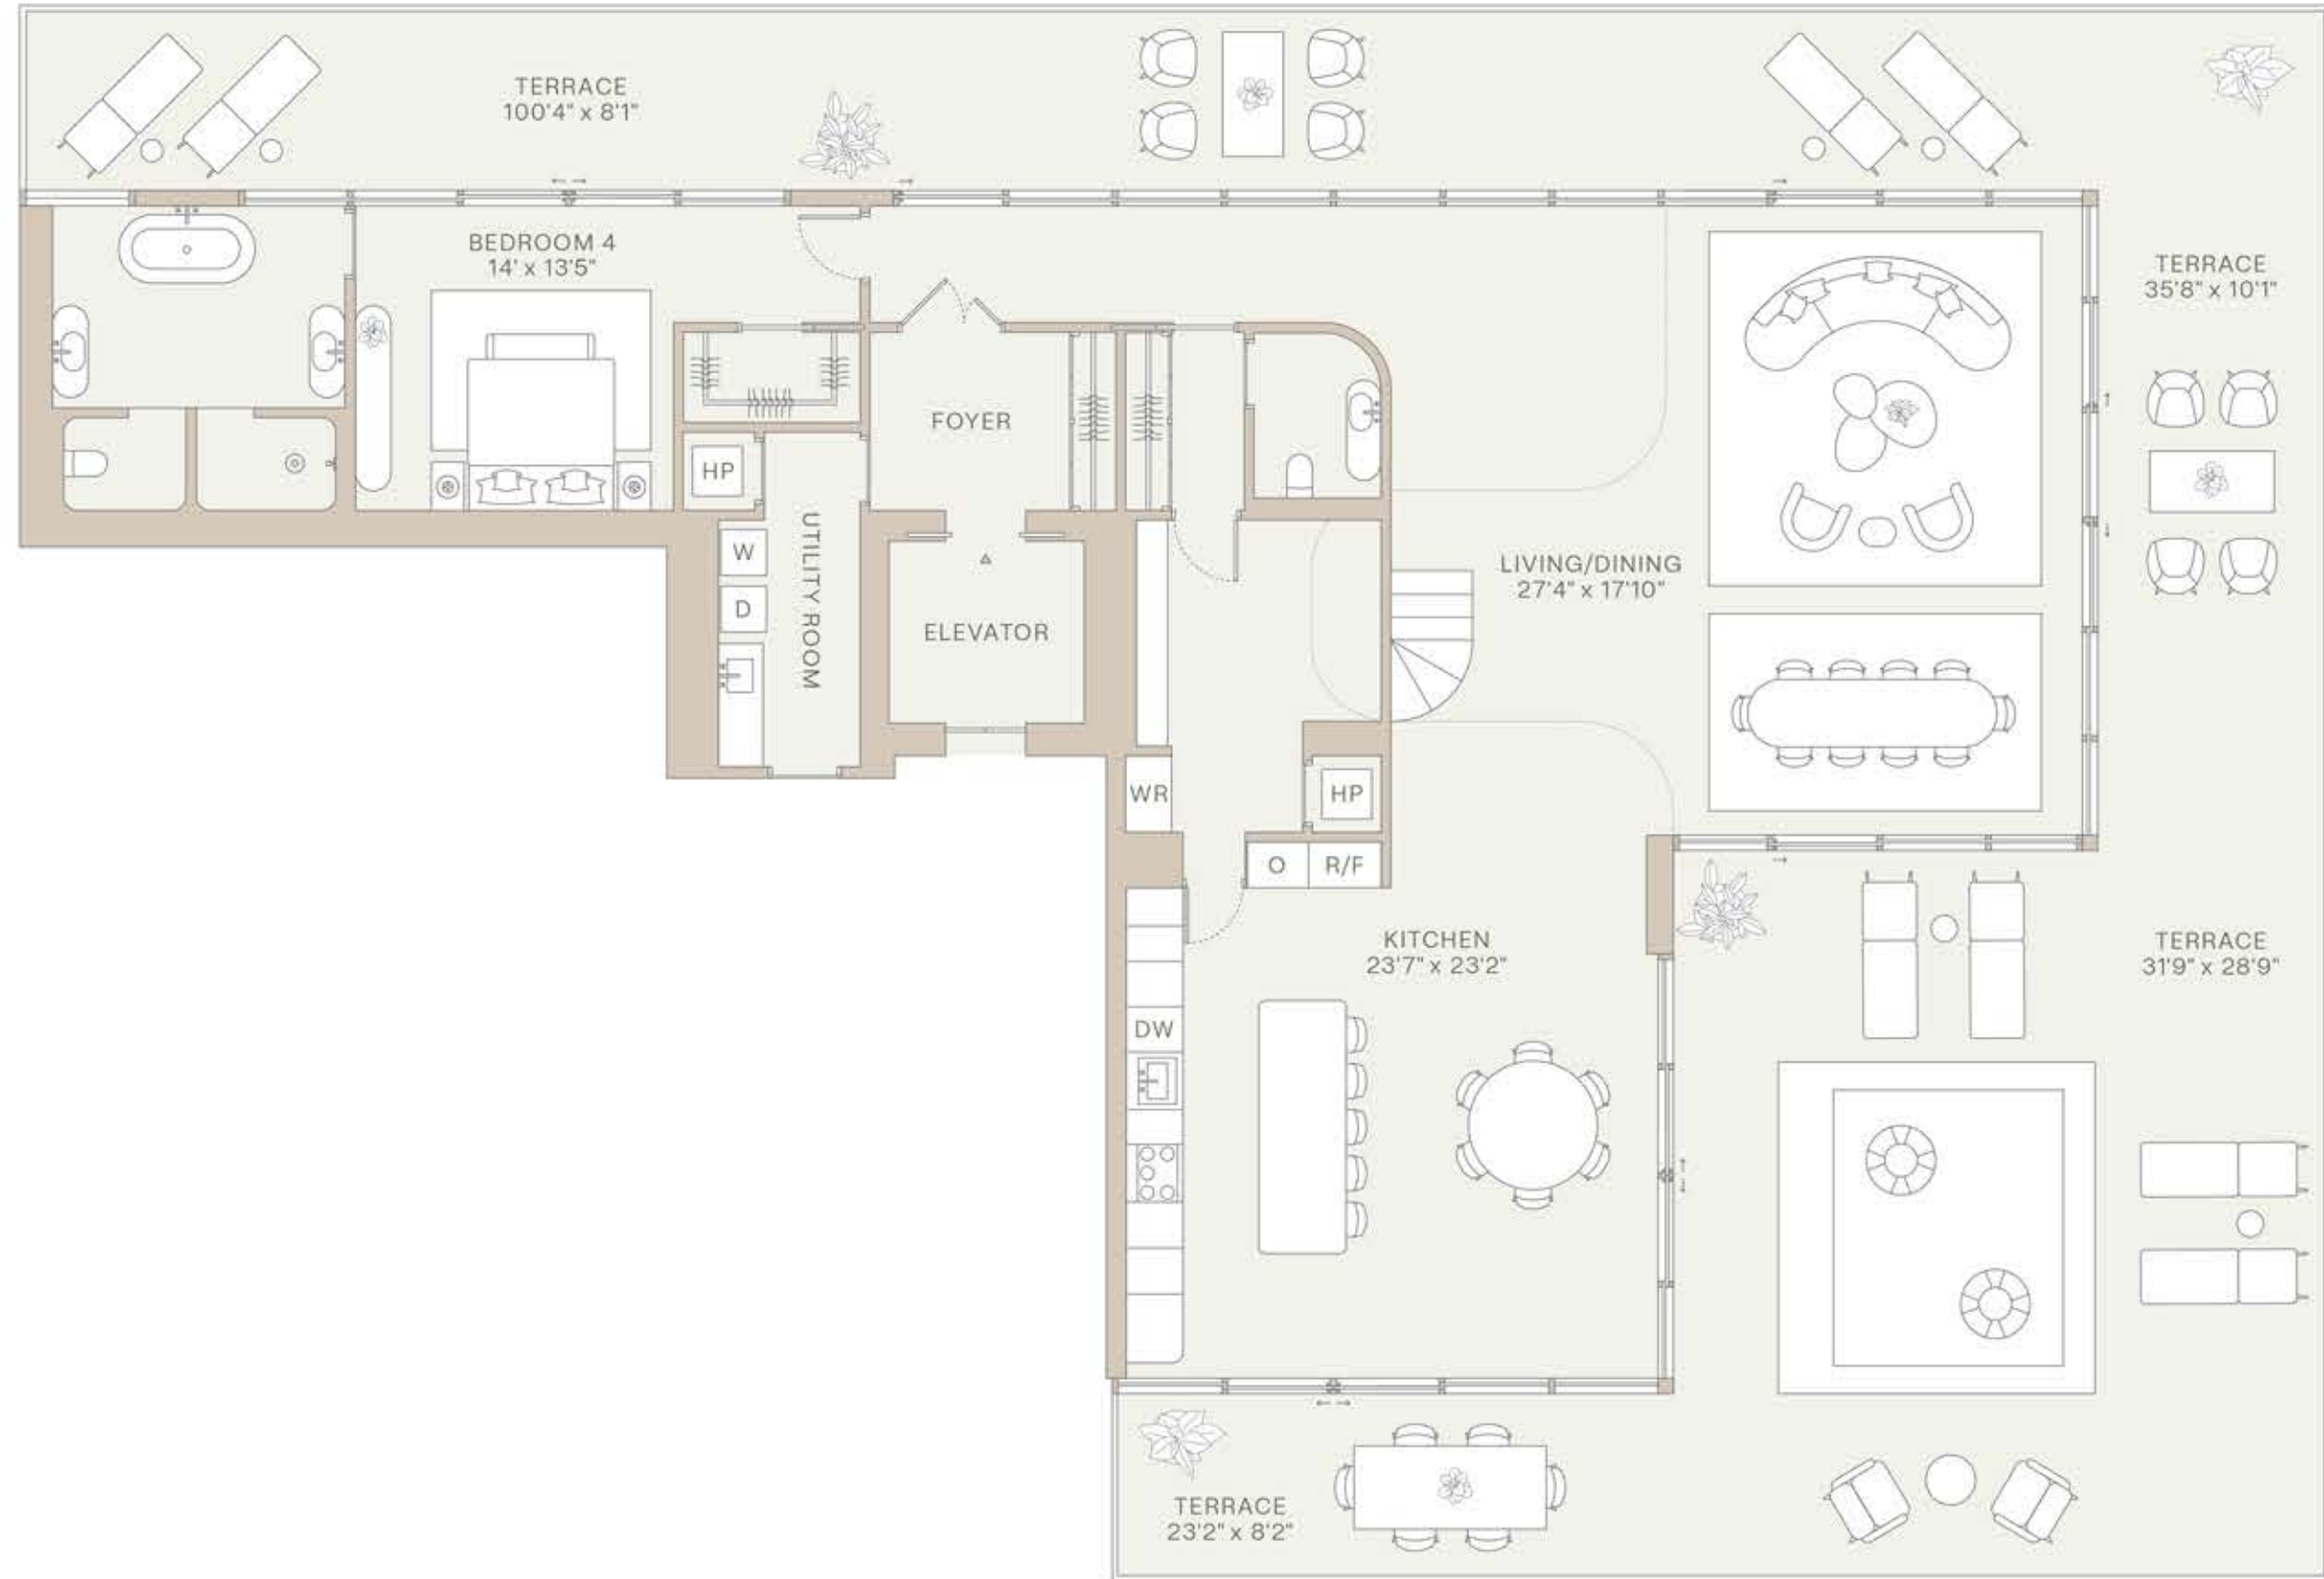 TERRACE
100'4" x 8'1"
BEDROOM 4
14' x 13'5"
TERRACE
35'8" x 10'1"
FOYER
HP
UTILITY ROOM
W
D
ELEVATOR
LIVING/DINING
27'4" x 17'10"
WR
HP
O
R/F
KITCHEN
23'7" x 23'2"
TERRACE
31'9" x 28'9"
DW
TERRACE
23'2" x 8'2"